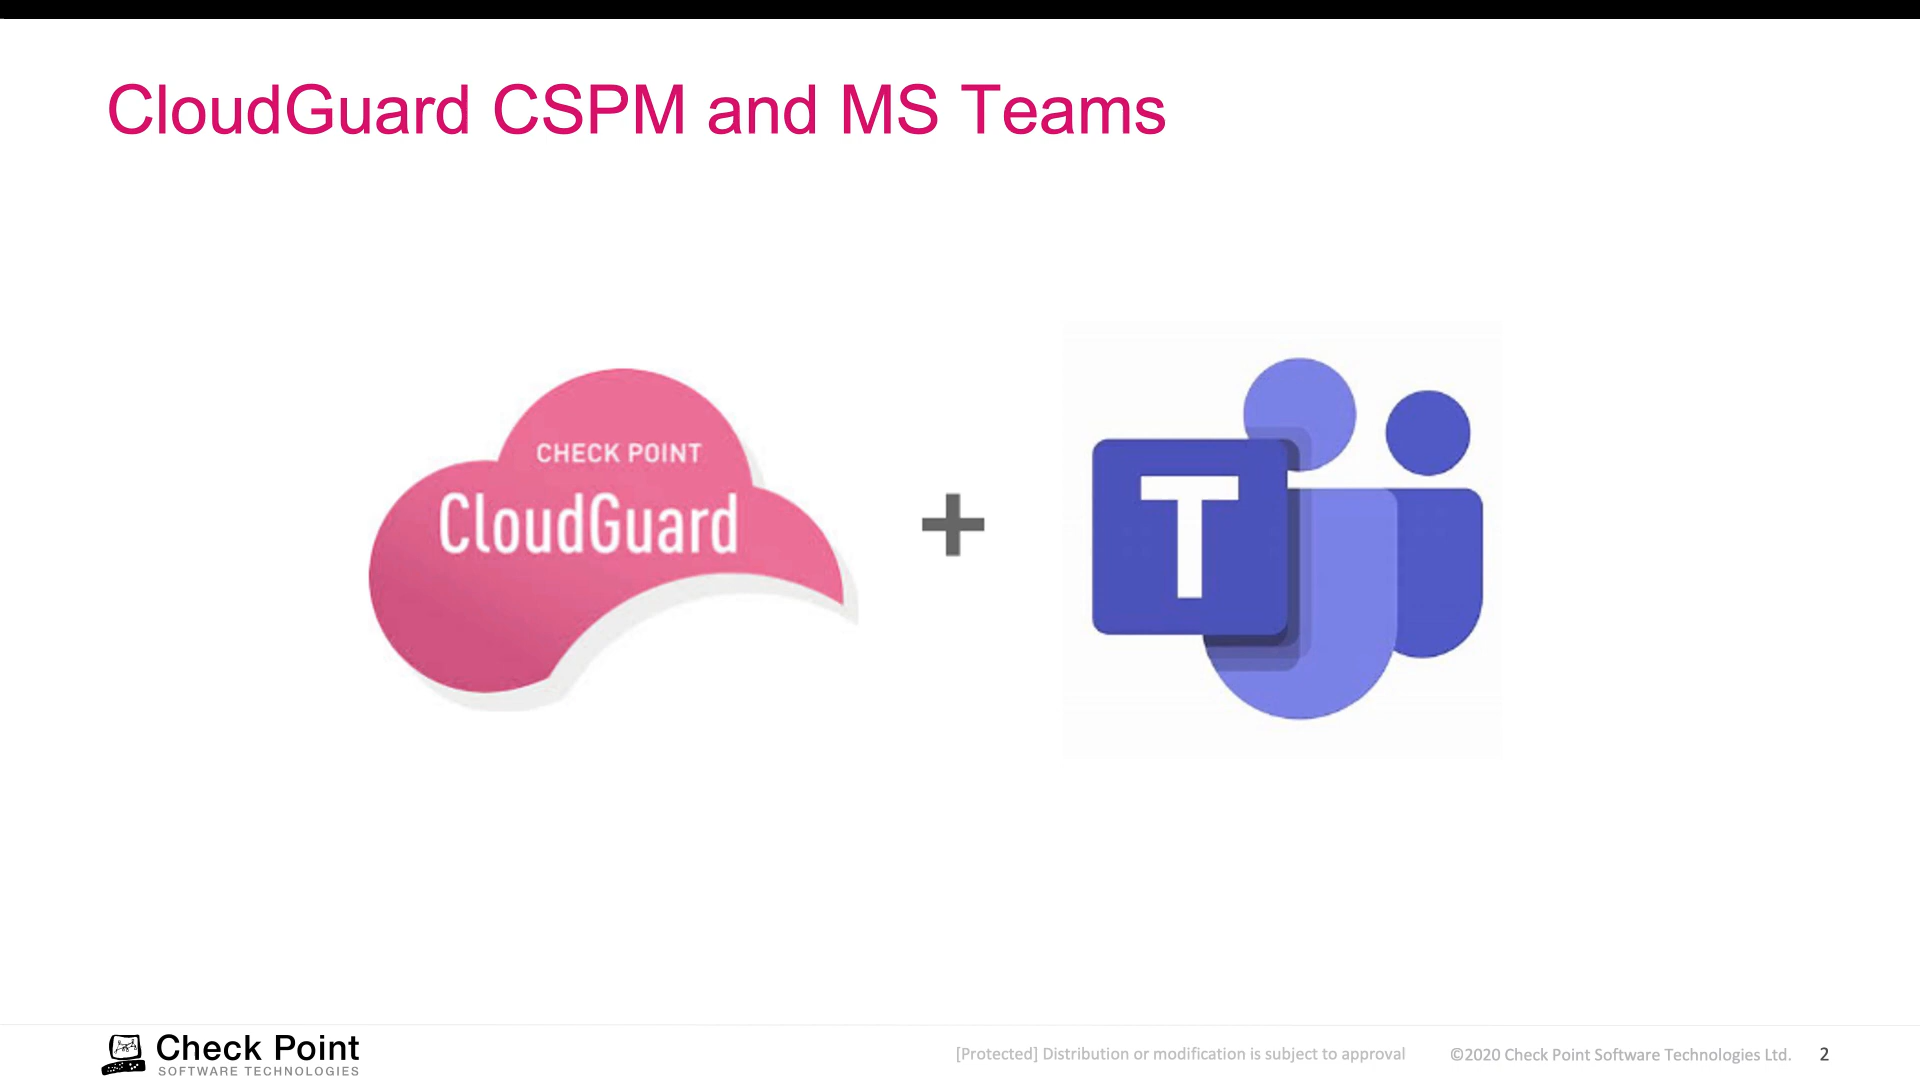 CloudGuard CSPM and MS Teams
CHECK POINT
CloudGuard
+
T
Check Point
SOFTWARE TECHNOLOGIES
[Protected] Distribution or modification is subject to approval
©2020 Check Point Software Technologies Ltd.
2